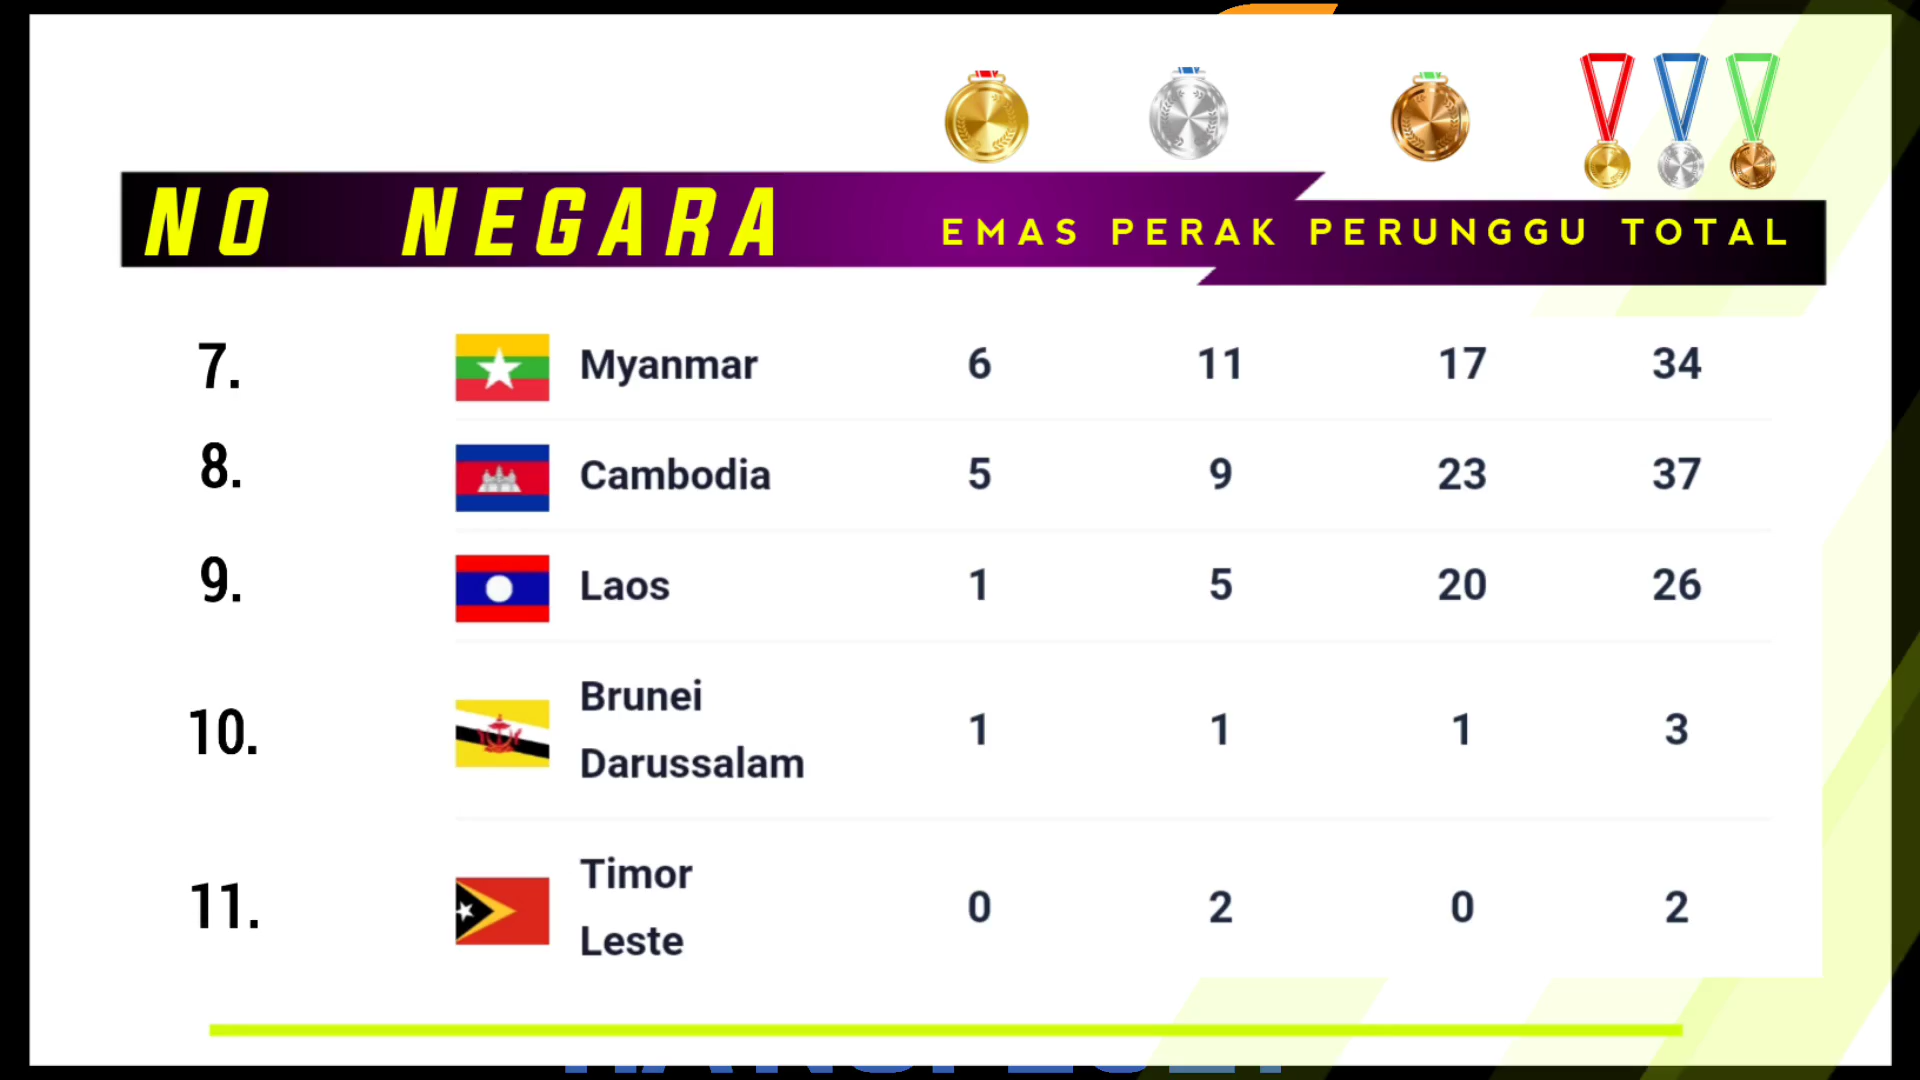 NO NEGARA EMAS PERAK PERUNGGU TOTAL
7. Myanmar 6 11 17 34
8. Cambodia 5 9 23 37
9. Laos 1 5 20 26
10. Brunei Darussalam 1 1 1 3
11. Timor Leste 0 2 0 2